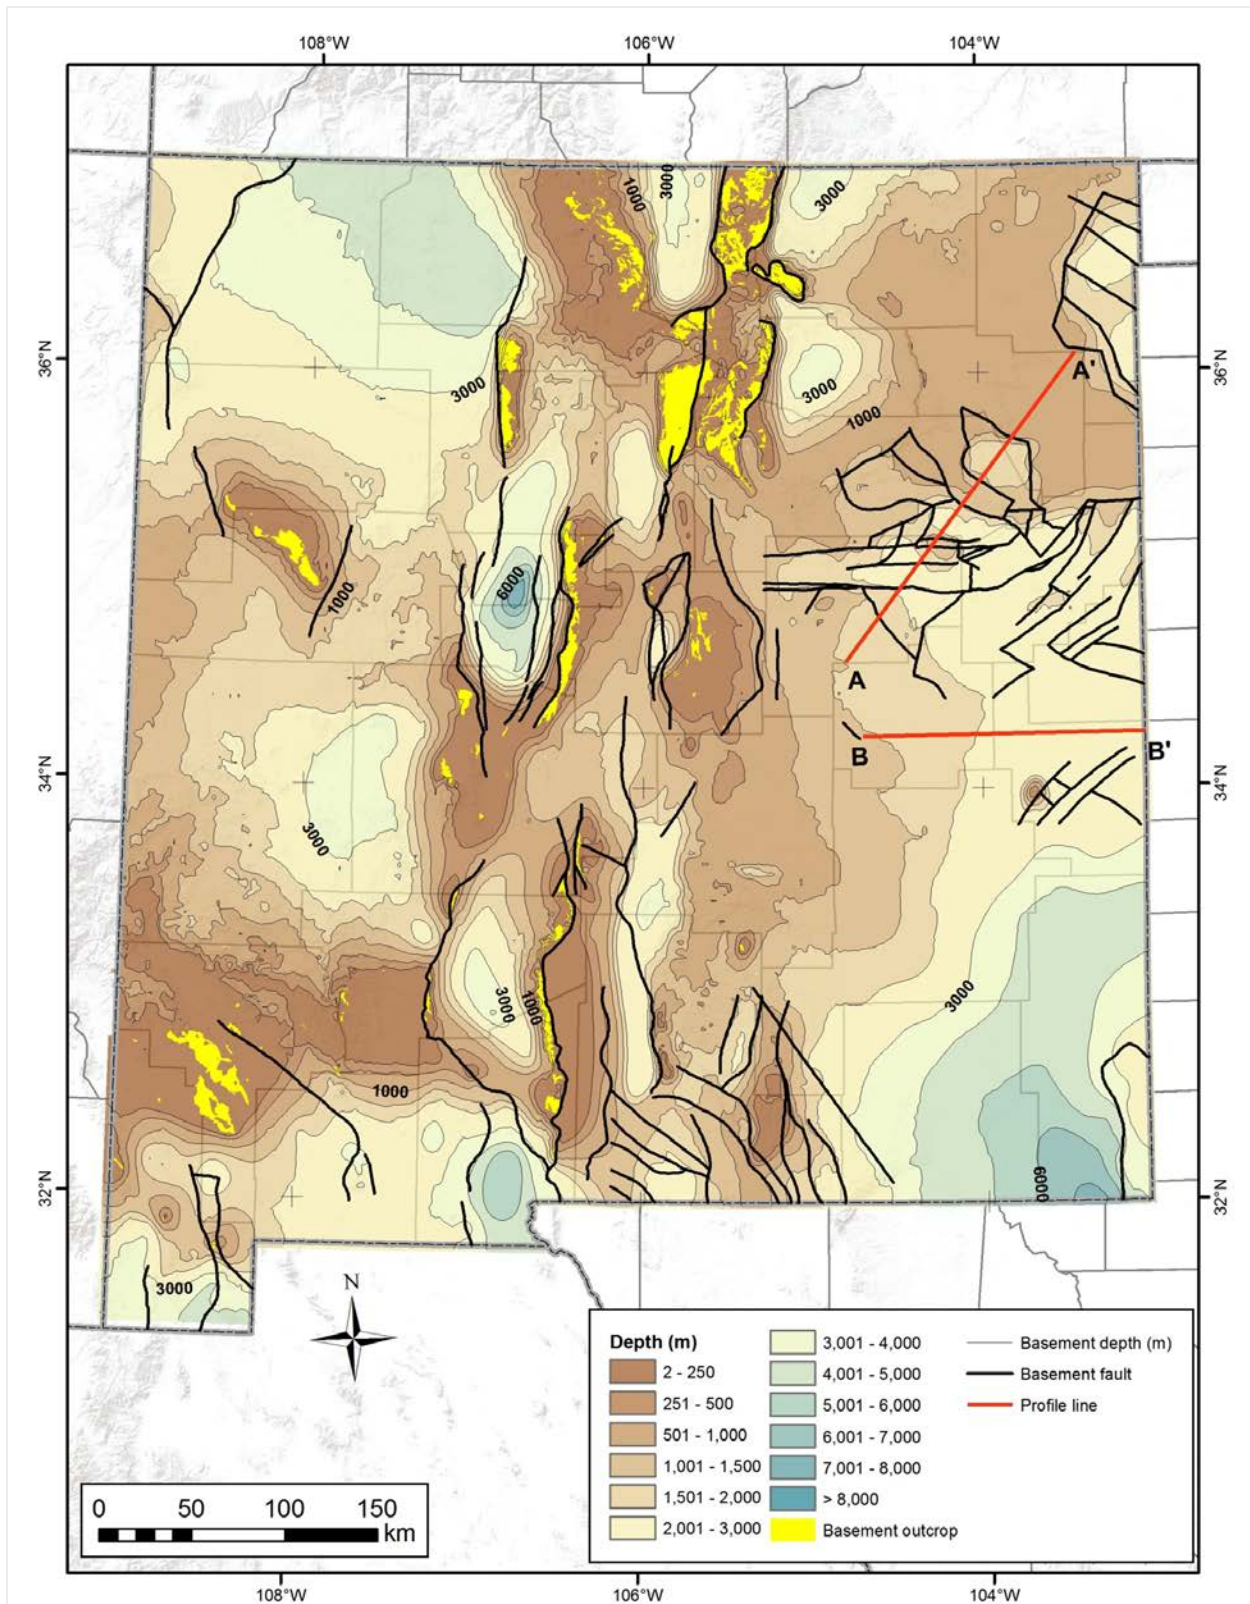 108°W 106°W 104°W
3000
1000
3000
36°N
36°N
A'
3000
3000
1000
6000
1000
A
B
B'
34°N
34°N
3000
3000
3000
1000
1000
6000
32°N
32°N
3000
N
Depth (m)
2 - 250
251 - 500
501 - 1,000
1,001 - 1,500
1,501 - 2,000
2,001 - 3,000
3,001 - 4,000
4,001 - 5,000
5,001 - 6,000
6,001 - 7,000
7,001 - 8,000
> 8,000
Basement outcrop
Basement depth (m)
Basement fault
Profile line
0 50 100 150
km
108°W 106°W 104°W